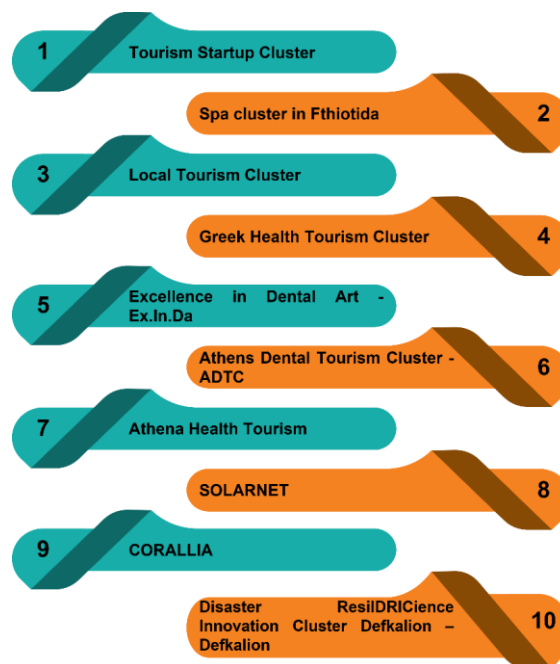 1
Tourism Startup Cluster
Spa cluster in Fthiotida
2
3
Local Tourism Cluster
Greek Health Tourism Cluster
4
5
Excellence in Dental Art -
Ex.In.Da
Athens Dental Tourism Cluster -
ADTC
6
7
Athena Health Tourism
SOLARNET
8
9
CORALLIA
Disaster ResilDRICience
Innovation Cluster Defkalion –
Defkalion
10